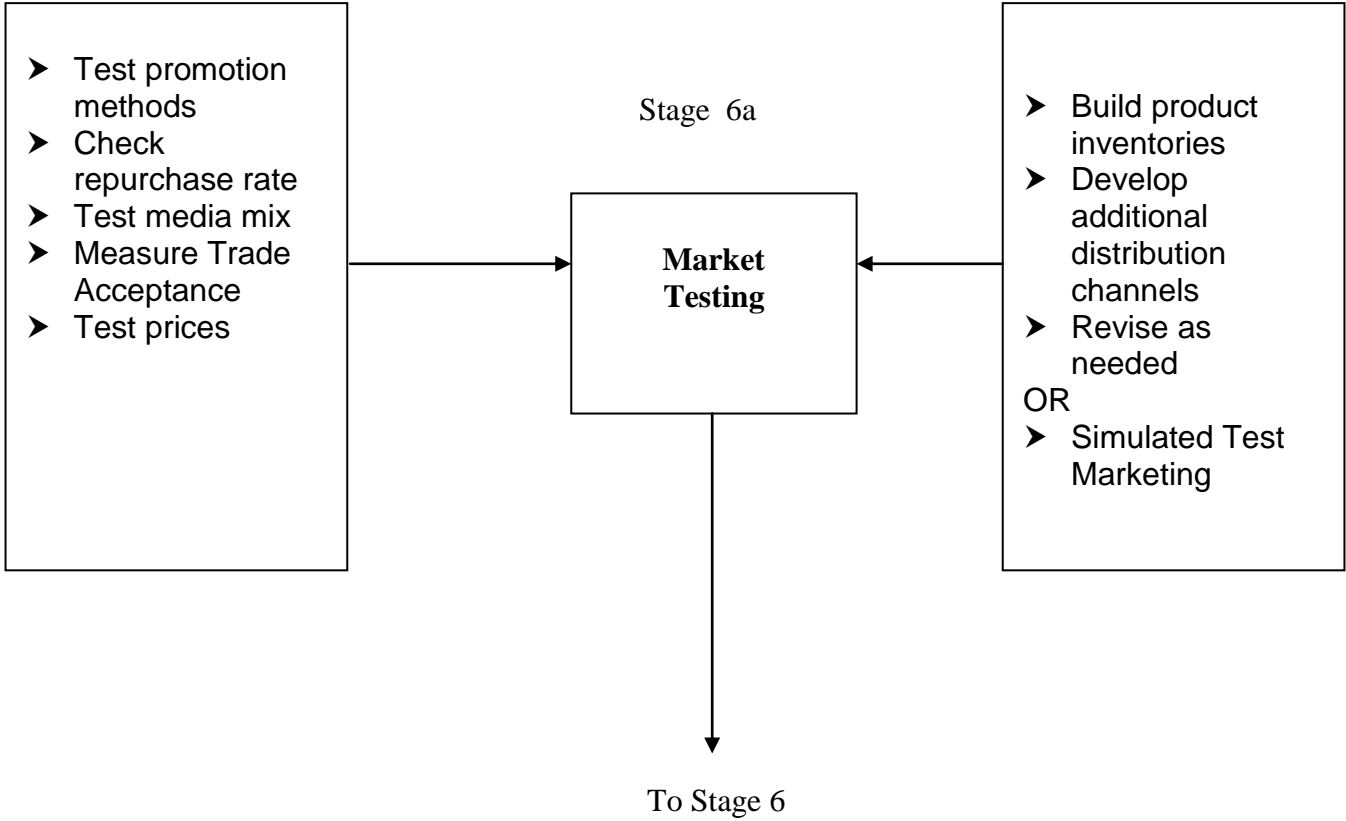 ➤ Test promotion
methods
➤ Check
repurchase rate
➤ Test media mix
➤ Measure Trade
Acceptance
➤ Test prices
Stage 6a
Market
Testing
➤ Build product
inventories
➤ Develop
additional
distribution
channels
➤ Revise as
needed
OR
➤ Simulated Test
Marketing
To Stage 6